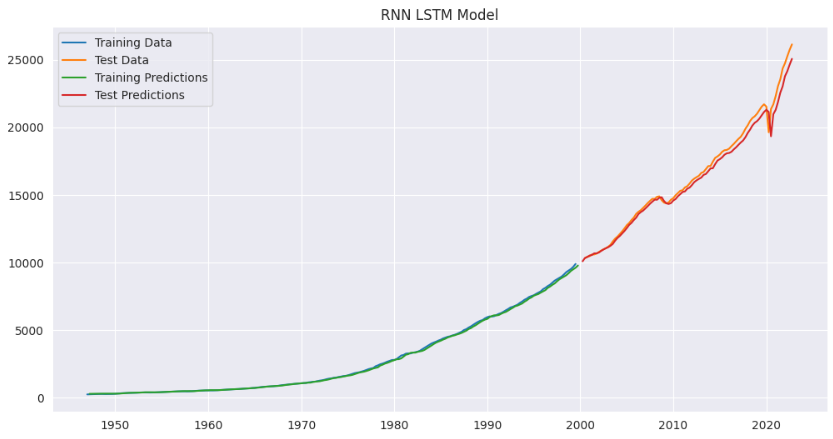 RNN LSTM Model
Training Data
Test Data
Training Predictions
Test Predictions
25000
20000
15000
10000
5000
0
1950 1960 1970 1980 1990 2000 2010 2020